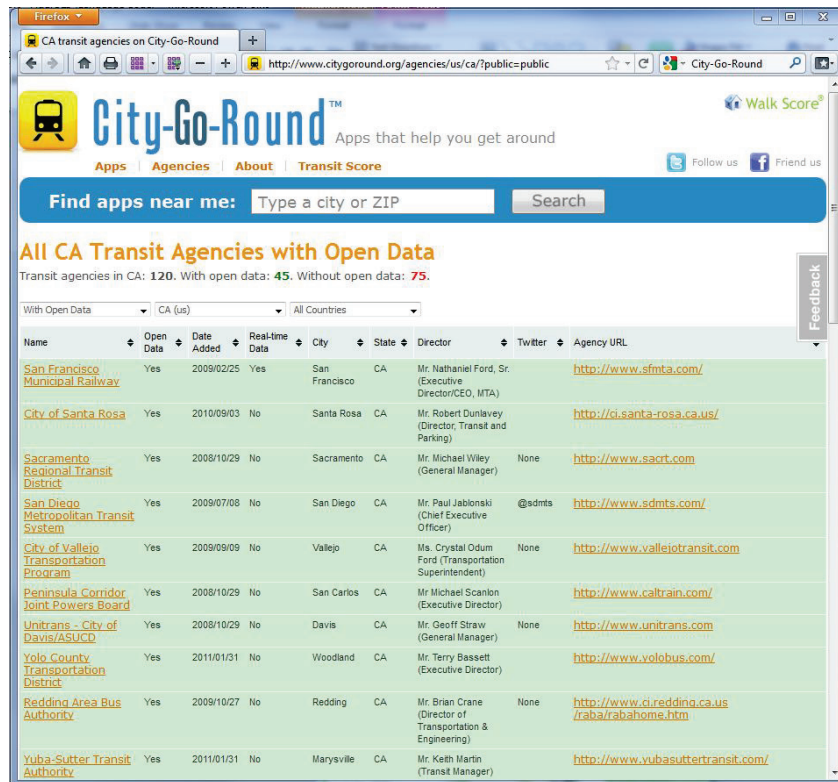 Firefox
CA transit agencies on City-Go-Round
http://www.citygoround.org/agencies/us/ca/?public=public
City-Go-Round
City-Go-Round™ Apps that help you get around
Walk Score®
Apps | Agencies | About | Transit Score
Follow us Friend us
Find apps near me: Type a city or ZIP Search
All CA Transit Agencies with Open Data
Transit agencies in CA: 120. With open data: 45. Without open data: 75.
Feedback
With Open Data CA (us) All Countries
Name Open Data Date Added Real-time Data City State Director Twitter Agency URL
San Francisco Municipal Railway Yes 2009/02/25 Yes San Francisco CA Mr. Nathaniel Ford, Sr. (Executive Director/CEO, MTA) http://www.sfmta.com/
City of Santa Rosa Yes 2010/09/03 No Santa Rosa CA Mr. Robert Dunlavey (Director, Transit and Parking) http://ci.santa-rosa.ca.us/
Sacramento Regional Transit District Yes 2008/10/29 No Sacramento CA Mr. Michael Wiley (General Manager) None http://www.sacrt.com
San Diego Metropolitan Transit System Yes 2009/07/08 No San Diego CA Mr. Paul Jablonski (Chief Executive Officer) @sdmts http://www.sdmts.com/
City of Vallejo Transportation Program Yes 2009/09/09 No Vallejo CA Ms. Crystal Odum Ford (Transportation Superintendent) None http://www.vallejotransit.com
Peninsula Corridor Joint Powers Board Yes 2008/10/29 No San Carlos CA Mr Michael Scanlon (Executive Director) http://www.caltrain.com/
Unitrans - City of Davis/ASUCD Yes 2008/10/29 No Davis CA Mr. Geoff Straw (General Manager) None http://www.unitrans.com
Yolo County Transportation District Yes 2011/01/31 No Woodland CA Mr. Terry Bassett (Executive Director) http://www.yolobus.com/
Redding Area Bus Authority Yes 2009/10/27 No Redding CA Mr. Brian Crane (Director of Transportation & Engineering) None http://www.ci.redding.ca.us/raba/rabahome.htm
Yuba-Sutter Transit Authority Yes 2011/01/31 No Marysville CA Mr. Keith Martin (Transit Manager) http://www.yubasuttertransit.com/